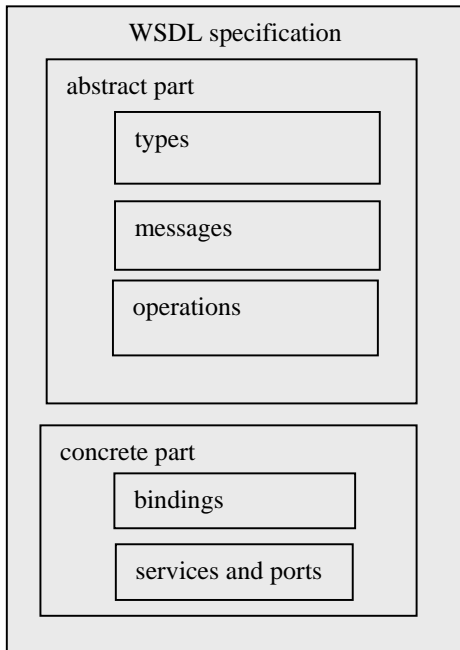 WSDL specification
abstract part
types
messages
operations
concrete part
bindings
services and ports